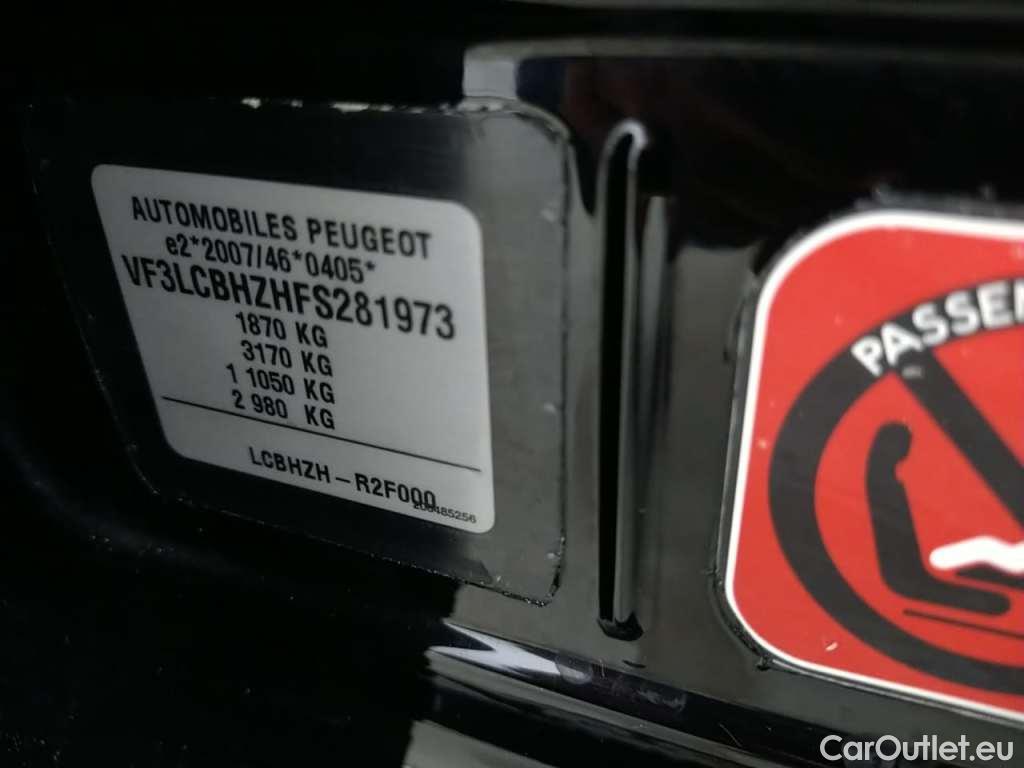 AUTOMOBILES PEUGEOT
e2*2007/46*0405*
VF3LCBHZHFS281973
1870 KG
3170 KG
1 1050 KG
2 980 KG
LCBHZH-R2F000
PASSEN
CarOutlet.eu